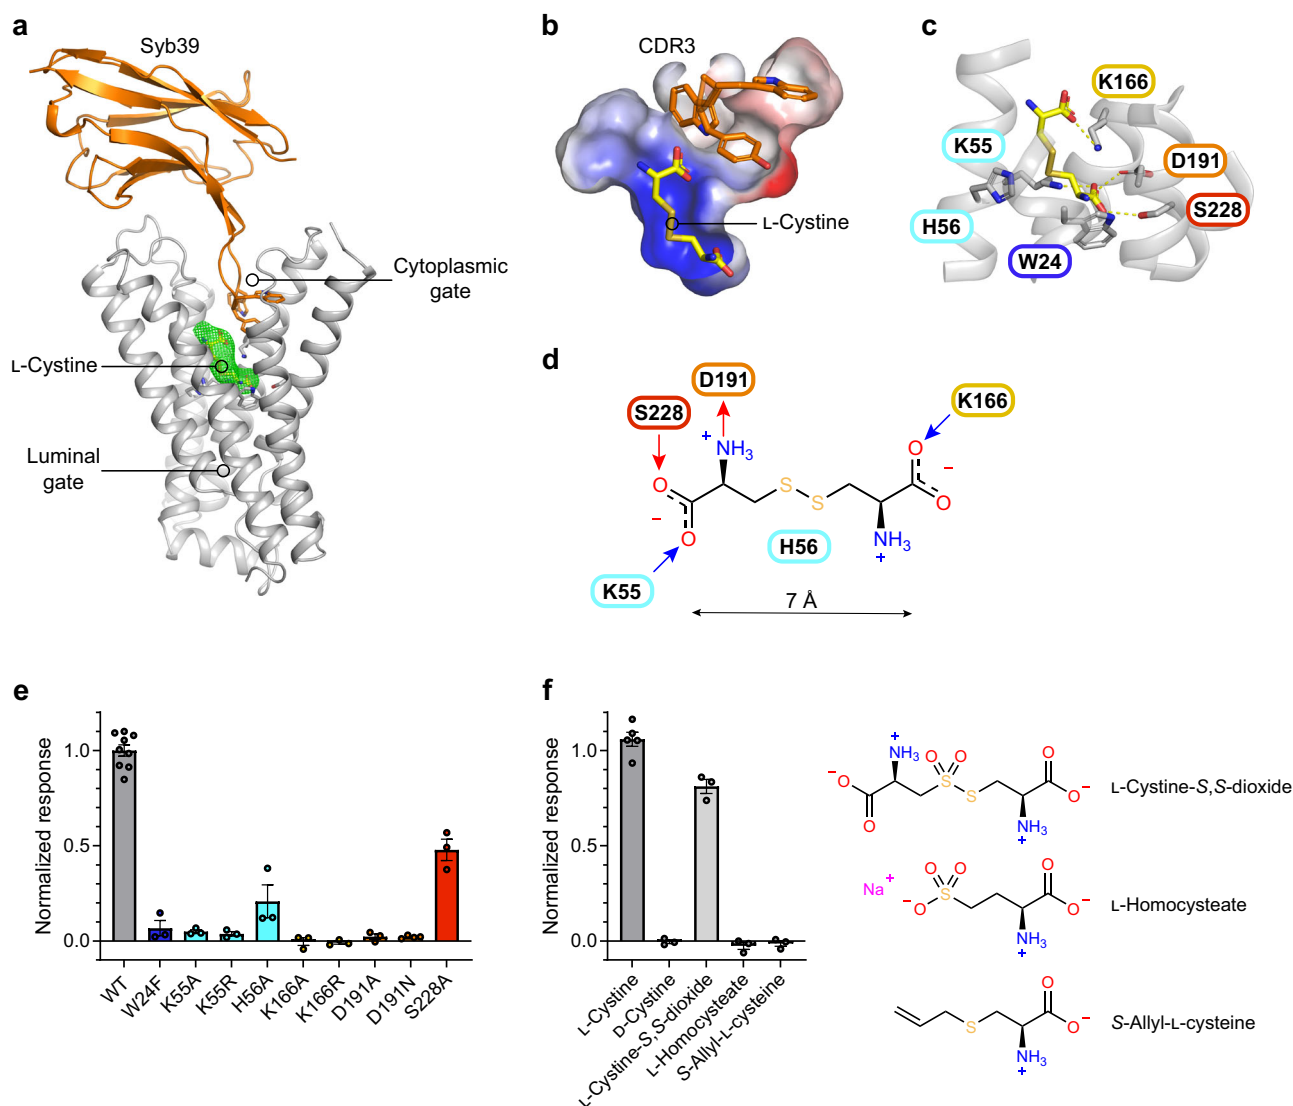 a
Syb39
Cytoplasmic
gate
L-Cystine
Luminal
gate
b
CDR3
L-Cystine
c
K166
K55
D191
H56
S228
W24
d
D191
S228
K166
+
NH3
O
O
−
S
S
O
−
O
H56
NH3
+
K55
7 Å
e
Normalized response
1.0
0.5
0.0
WT
W24F
K55A
K55R
H56A
K166A
K166R
D191A
D191N
S228A
f
Normalized response
1.0
0.5
0.0
L-Cystine
D-Cystine
L-Cystine-S,S-dioxide
L-Homocysteate
S-Allyl-L-cysteine
+
NH3 O O O
−O S S O−
O NH3
+
L-Cystine-S,S-dioxide
Na+ O O O
−O S O−
NH3
+
L-Homocysteate
O
S O−
NH3
+
S-Allyl-L-cysteine